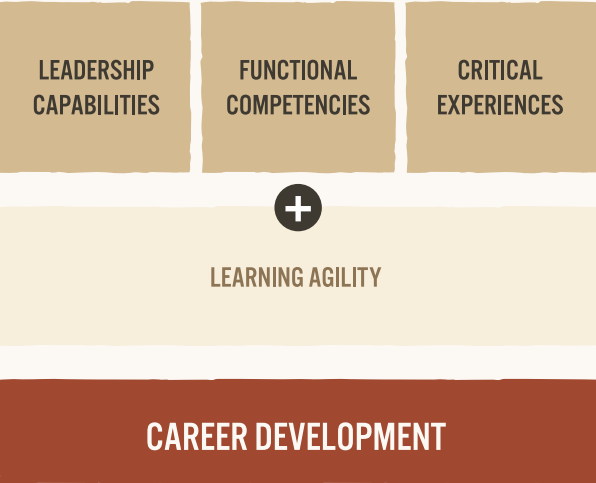 LEADERSHIP
CAPABILITIES
FUNCTIONAL
COMPETENCIES
CRITICAL
EXPERIENCES
+
LEARNING AGILITY
CAREER DEVELOPMENT